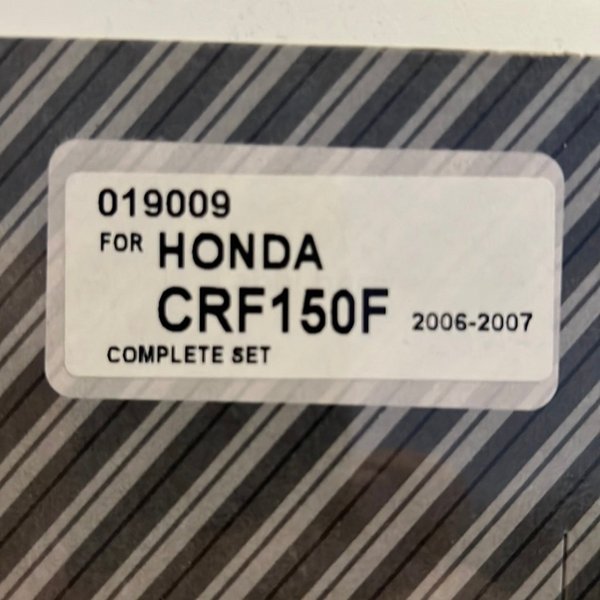 019009
FOR HONDA
CRF150F 2006-2007
COMPLETE SET